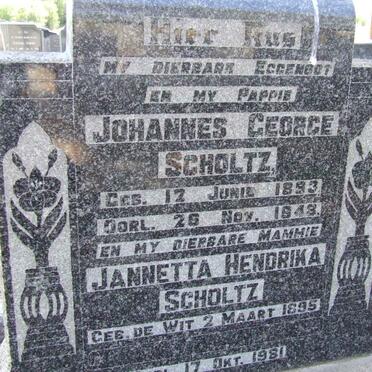 Hier Rus
MY DIERBARE EGGENOOT
EN MY PAPPIE
JOHANNES GEORGE
SCHOLTZ,
GEB. 12 JUNIE 1893
OORL. 26 NOV. 1948,
EN MY DIERBARE MAMMIE
JANNETTA HENDRIKA
SCHOLTZ
GEB. DE WIT 2 MAART 1895
17 OKT. 1981